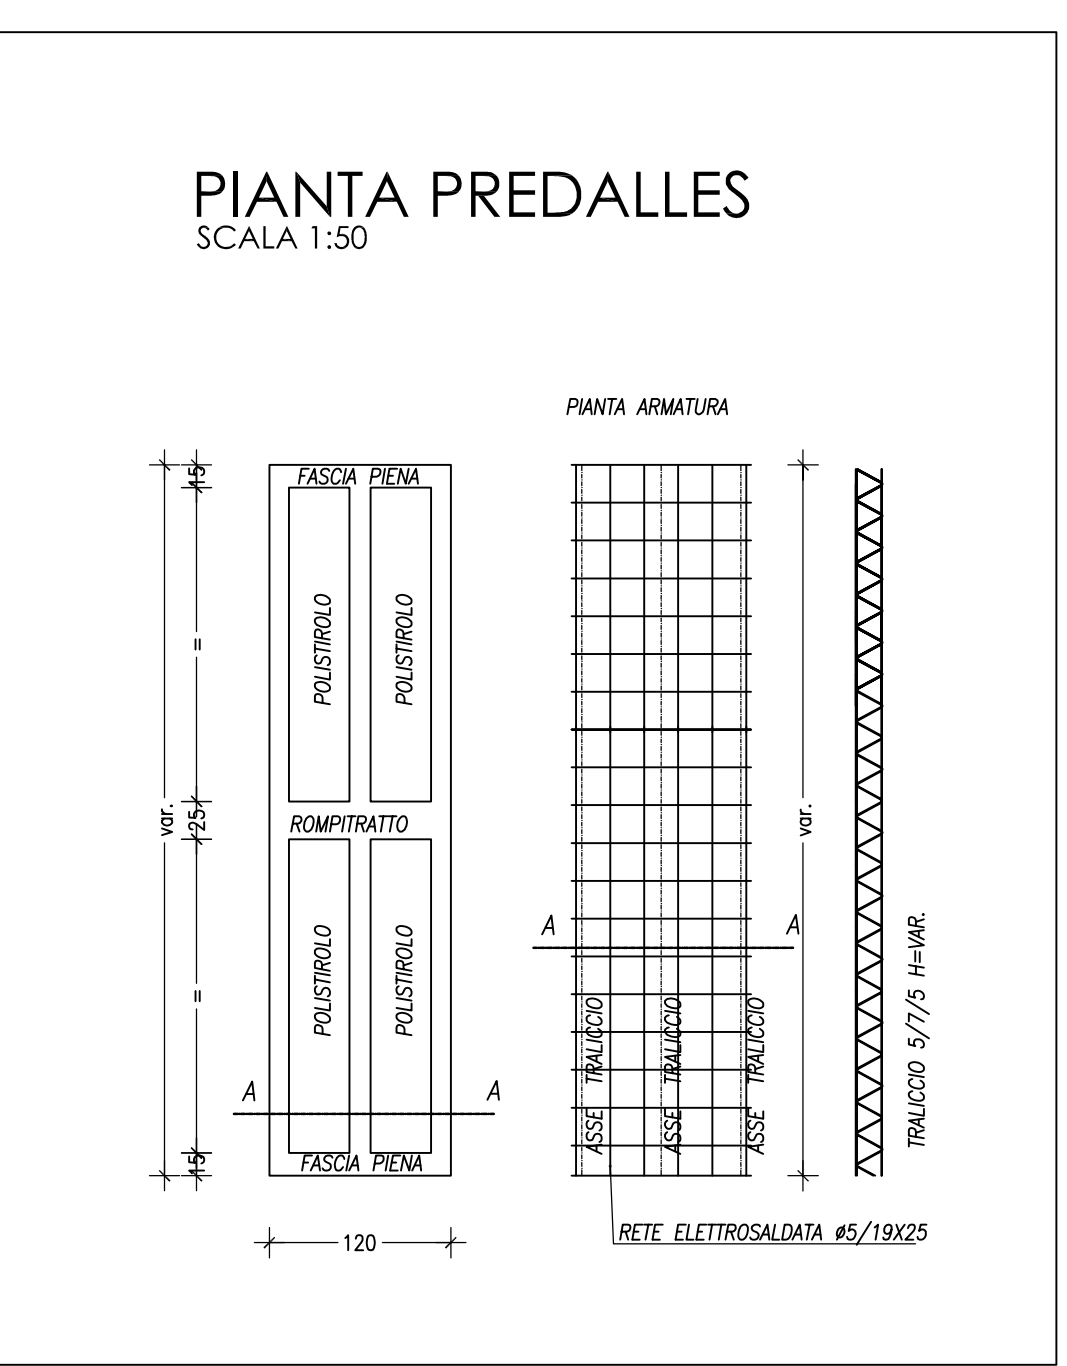 PIANTA PREDALLES
SCALA 1:50
PIANTA ARMATURA
15
FASCIA PIENA
=
POLISTIROLO
POLISTIROLO
var.
25
ROMPITRATTO
var.
=
POLISTIROLO
POLISTIROLO
A
A
A
A
ASSE TRALICCIO
ASSE TRALICCIO
ASSE TRALICCIO
TRALICCIO 5/7/5 H=VAR.
15
FASCIA PIENA
120
RETE ELETTROSALDATA ø5/19X25